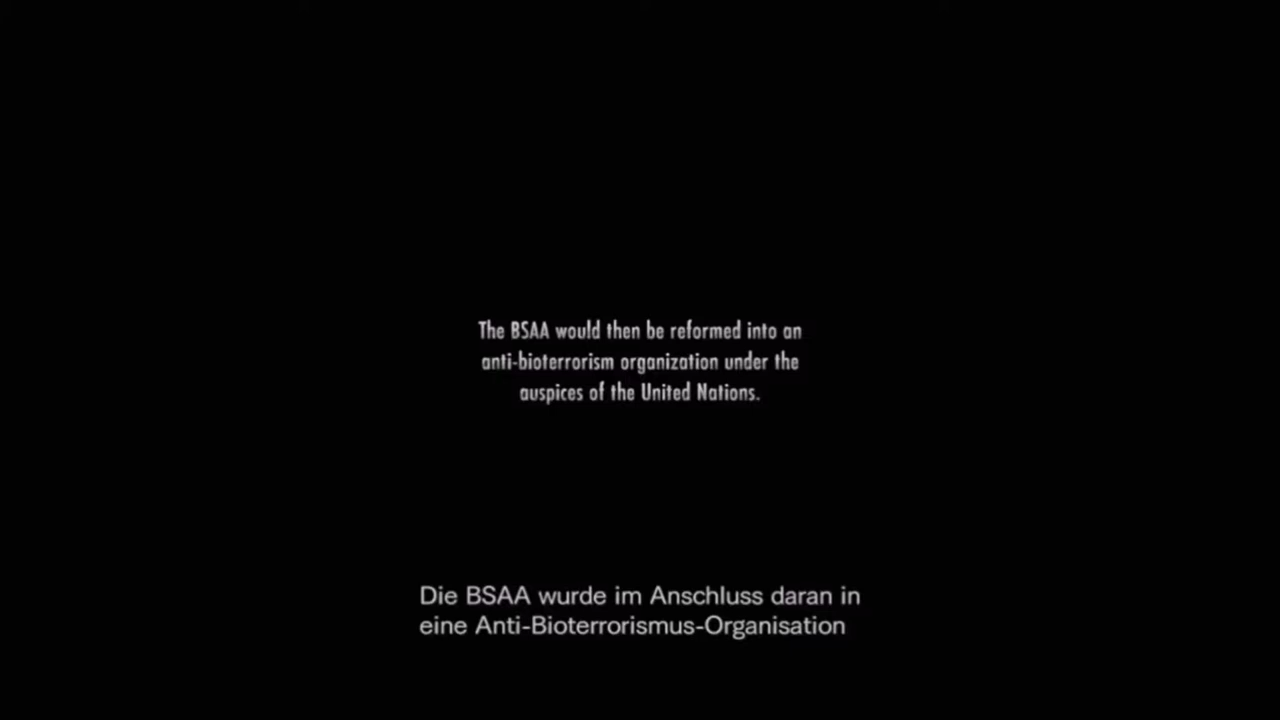 The BSAA would then be reformed into an
anti-bioterrorism organization under the
auspices of the United Nations.
Die BSAA wurde im Anschluss daran in
eine Anti-Bioterrorismus-Organisation